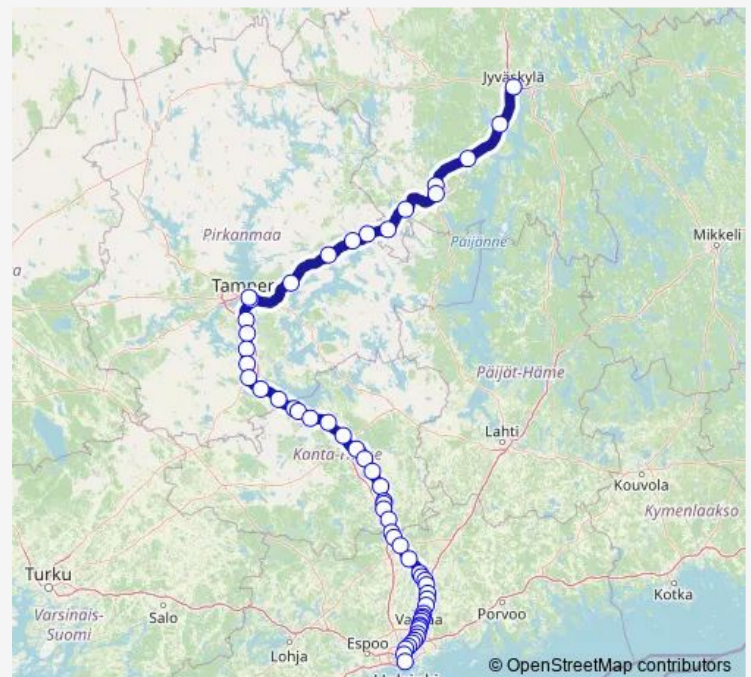 Jyväskylä
Pirkanmaa
Päijänne
Mikkeli
Tamper
Päijät-Häme
Lahti
Kanta-H
Kouvola
Kymenlaakso
Turku
Kotka
Varsinais-
Suomi
Salo
Porvoo
Espoo
Lohja
© OpenStreetMap contributors